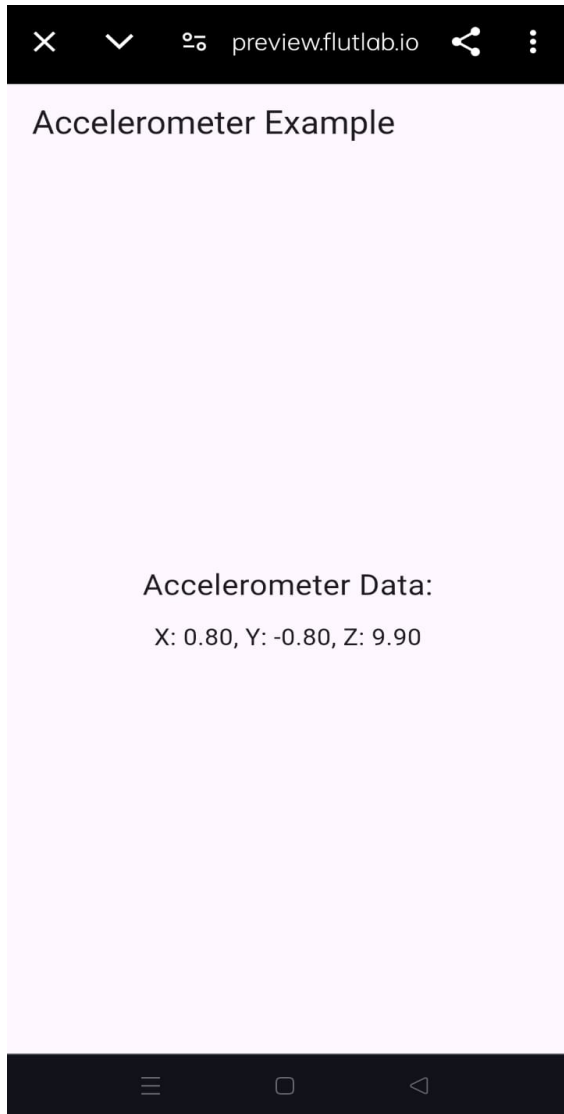 preview.flutlab.io
Accelerometer Example
Accelerometer Data:
X: 0.80, Y: -0.80, Z: 9.90